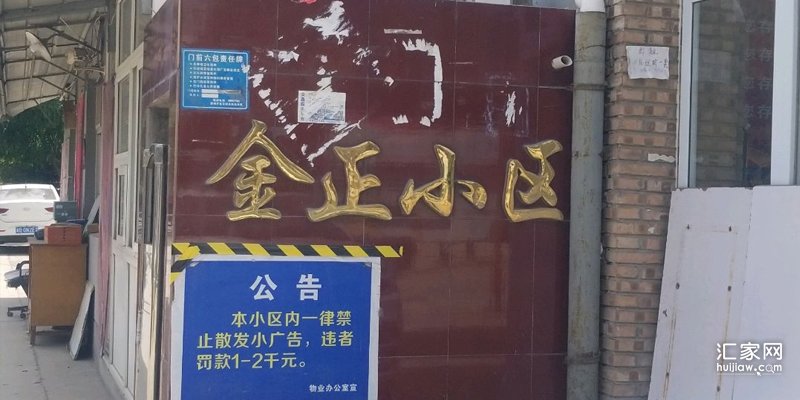 门前六包责任牌
金正小区
公告
本小区内一律禁
止散发小广告，违者
罚款1-2千元。
物业办公室宣
汇家网
huijiaw.com